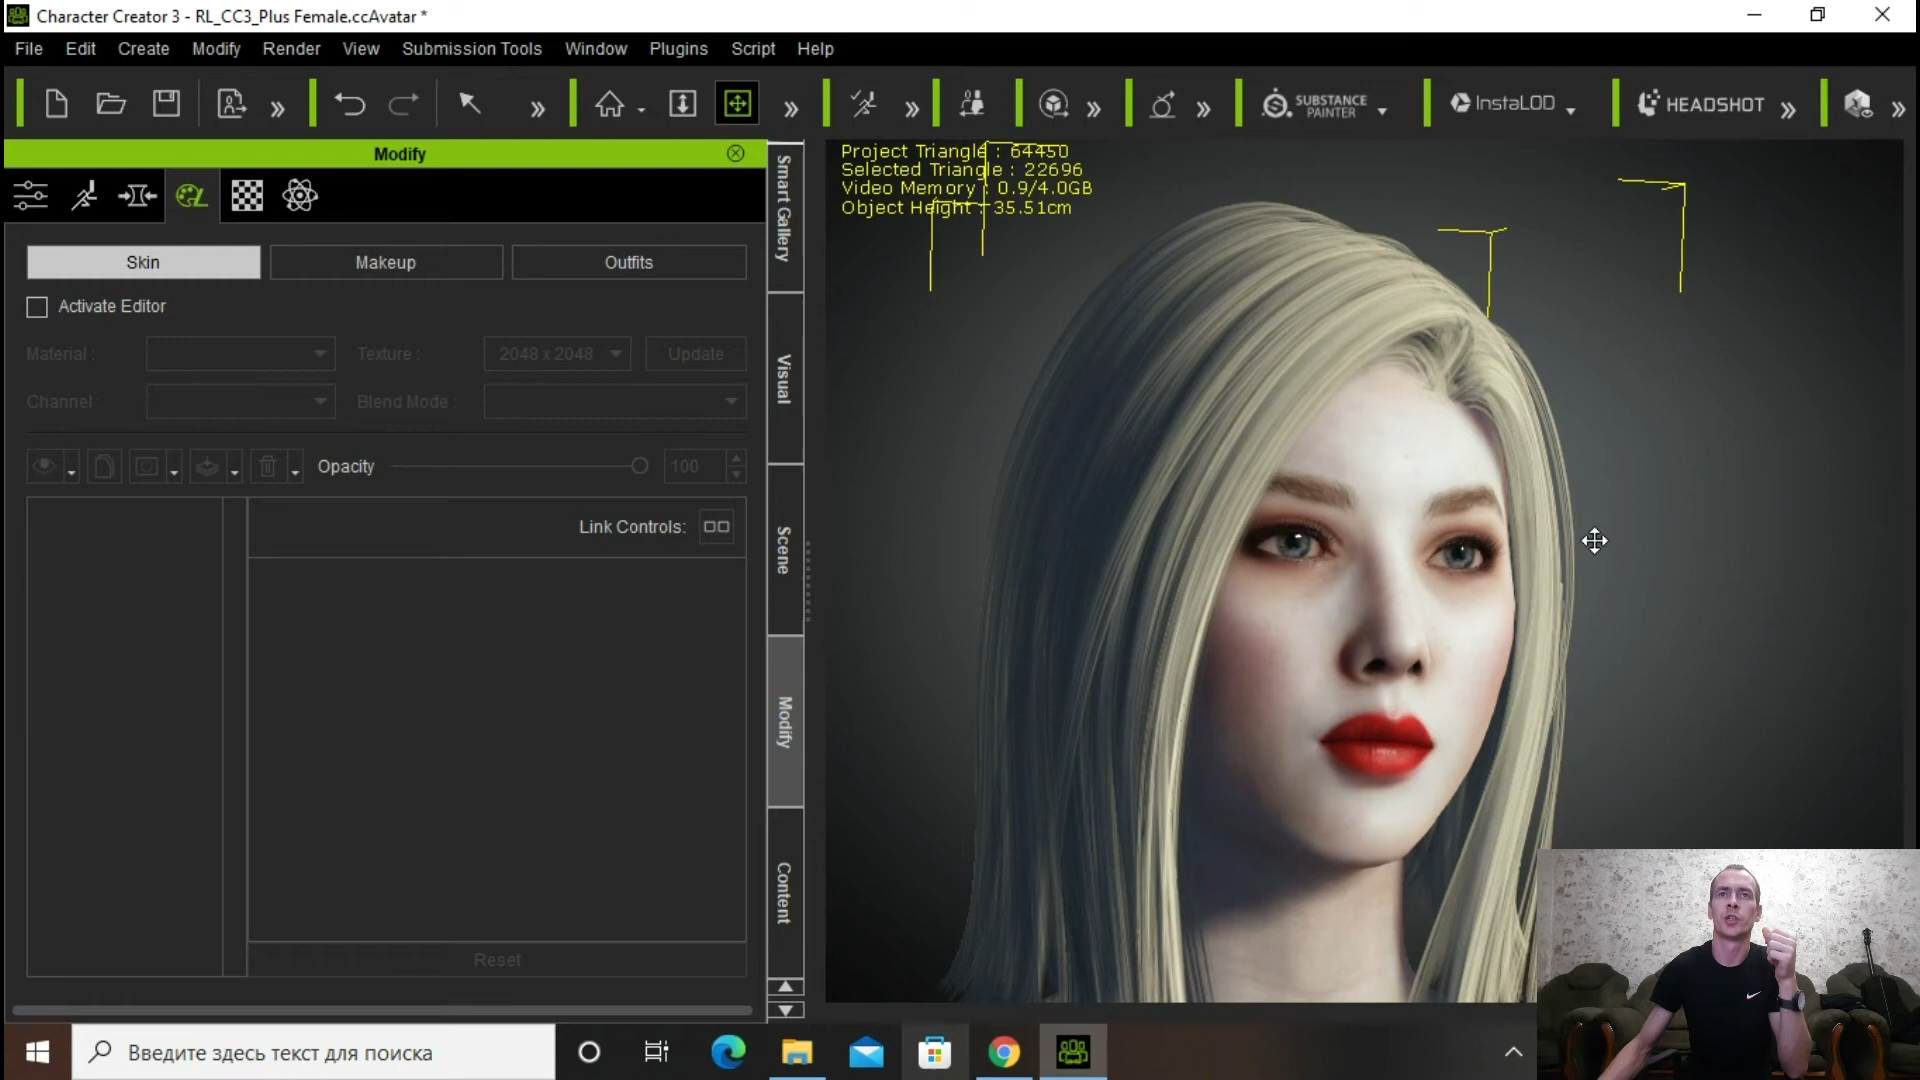 Character Creator 3 - RL_CC3_Plus Female.ccAvatar *
File Edit Create Modify Render View Submission Tools Window Plugins Script Help
SUBSTANCE PAINTER InstaLOD HEADSHOT
Modify
Project Triangle : 64450
Selected Triangle : 22696
Video Memory : 0.9/4.0GB
Object Height : 35.51cm
Skin Makeup Outfits
Activate Editor
Material : Texture : 2048 x 2048 Update
Channel : Blend Mode :
Opacity 100
Link Controls:
Reset
Smart Gallery
Visual
Scene
Modify
Content
Введите здесь текст для поиска